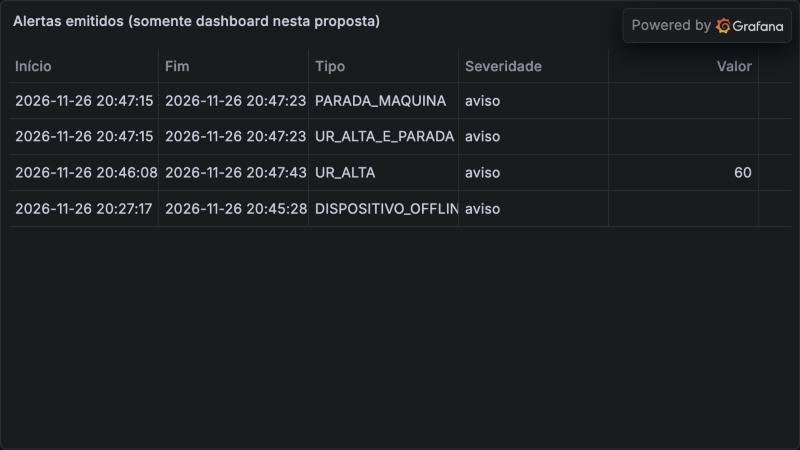 Alertas emitidos (somente dashboard nesta proposta)
Powered by Grafana
Início Fim Tipo Severidade Valor
2026-11-26 20:47:15 2026-11-26 20:47:23 PARADA_MAQUINA aviso
2026-11-26 20:47:15 2026-11-26 20:47:23 UR_ALTA_E_PARADA aviso
2026-11-26 20:46:08 2026-11-26 20:47:43 UR_ALTA aviso 60
2026-11-26 20:27:17 2026-11-26 20:45:28 DISPOSITIVO_OFFLIN aviso